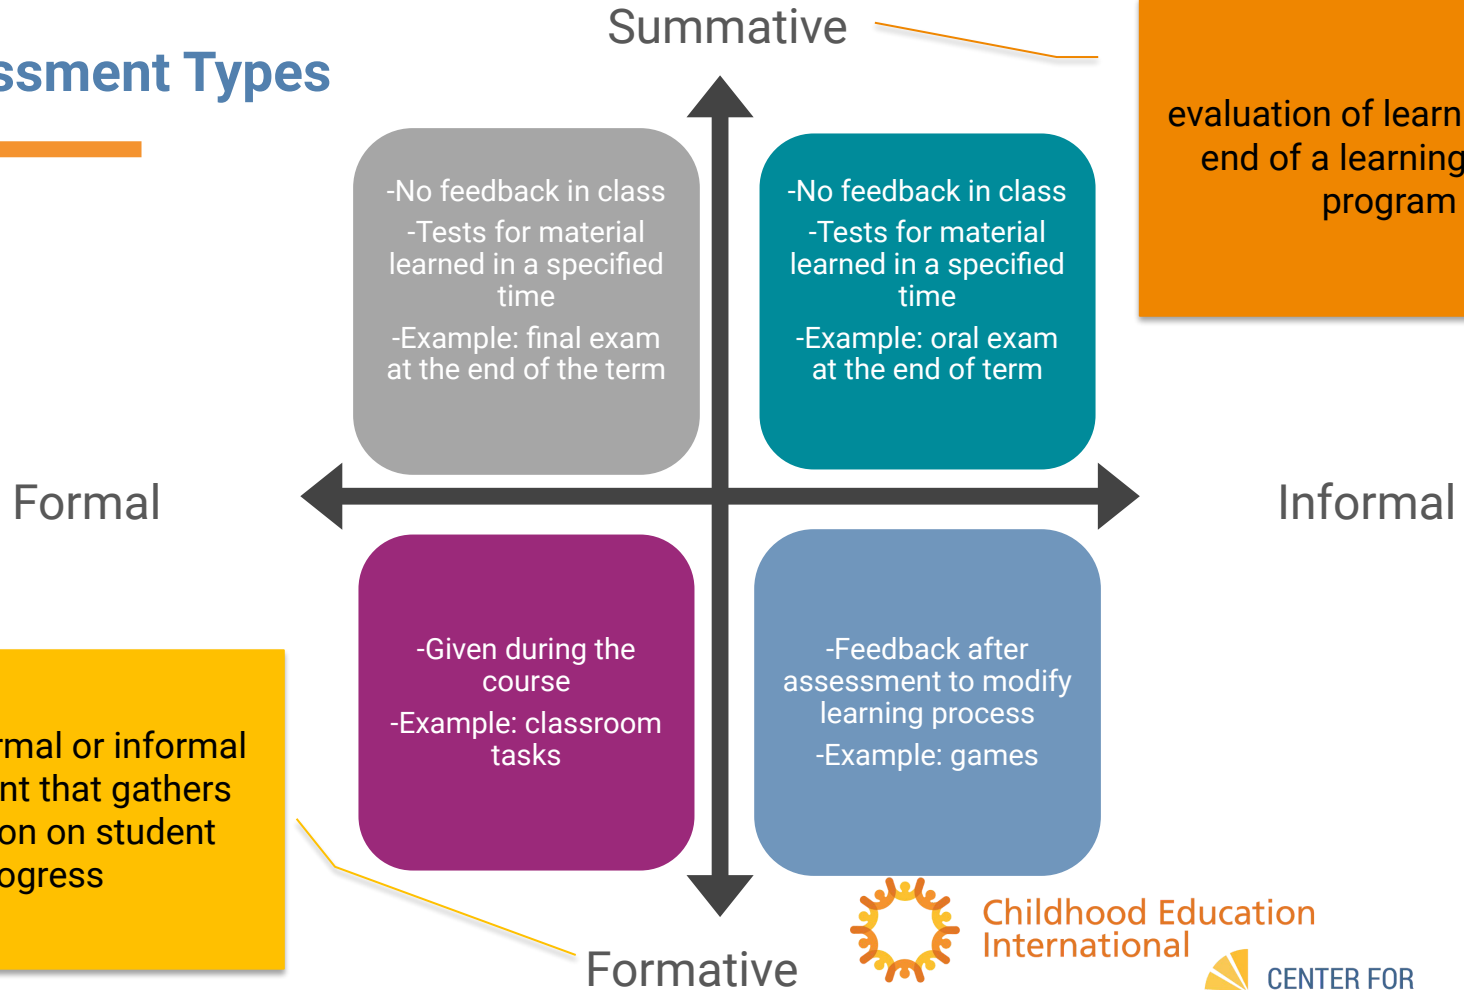 Summative
ssment Types
evaluation of learn
end of a learning
program
-No feedback in class
-Tests for material
learned in a specified
time
-Example: final exam
at the end of the term
-No feedback in class
-Tests for material
learned in a specified
time
-Example: oral exam
at the end of term
Formal
Informal
-Given during the
course
-Example: classroom
tasks
-Feedback after
assessment to modify
learning process
-Example: games
rmal or informal
nt that gathers
on on student
ogress
Formative
Childhood Education
International
CENTER FOR